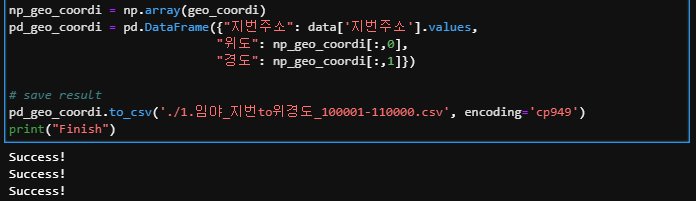 np_geo_coordi = np.array(geo_coordi)
pd_geo_coordi = pd.DataFrame({"지번주소": data['지번주소'].values,
"위도": np_geo_coordi[:,0],
"경도": np_geo_coordi[:,1]})
# save result
pd_geo_coordi.to_csv('./1.임야_지번to위경도_100001-110000.csv', encoding='cp949')
print("Finish")
Success!
Success!
Success!